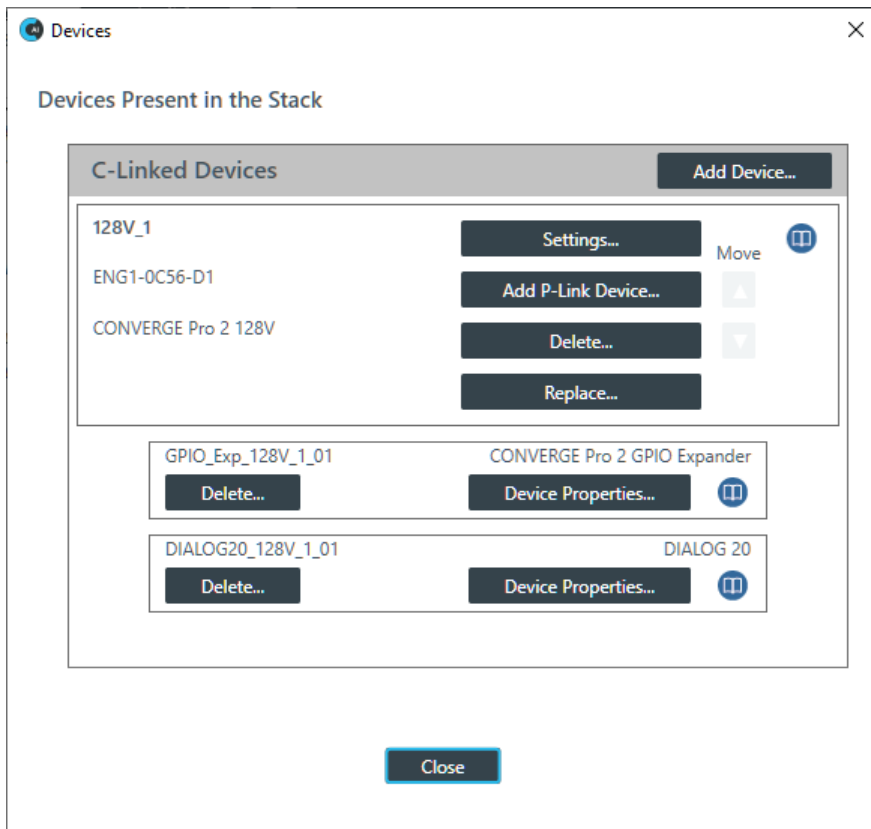 Devices
Devices Present in the Stack
C-Linked Devices
Add Device...
128V_1
Settings...
Move
ENG1-0C56-D1
Add P-Link Device...
CONVERGE Pro 2 128V
Delete...
Replace...
GPIO_Exp_128V_1_01
CONVERGE Pro 2 GPIO Expander
Delete...
Device Properties...
DIALOG20_128V_1_01
DIALOG 20
Delete...
Device Properties...
Close